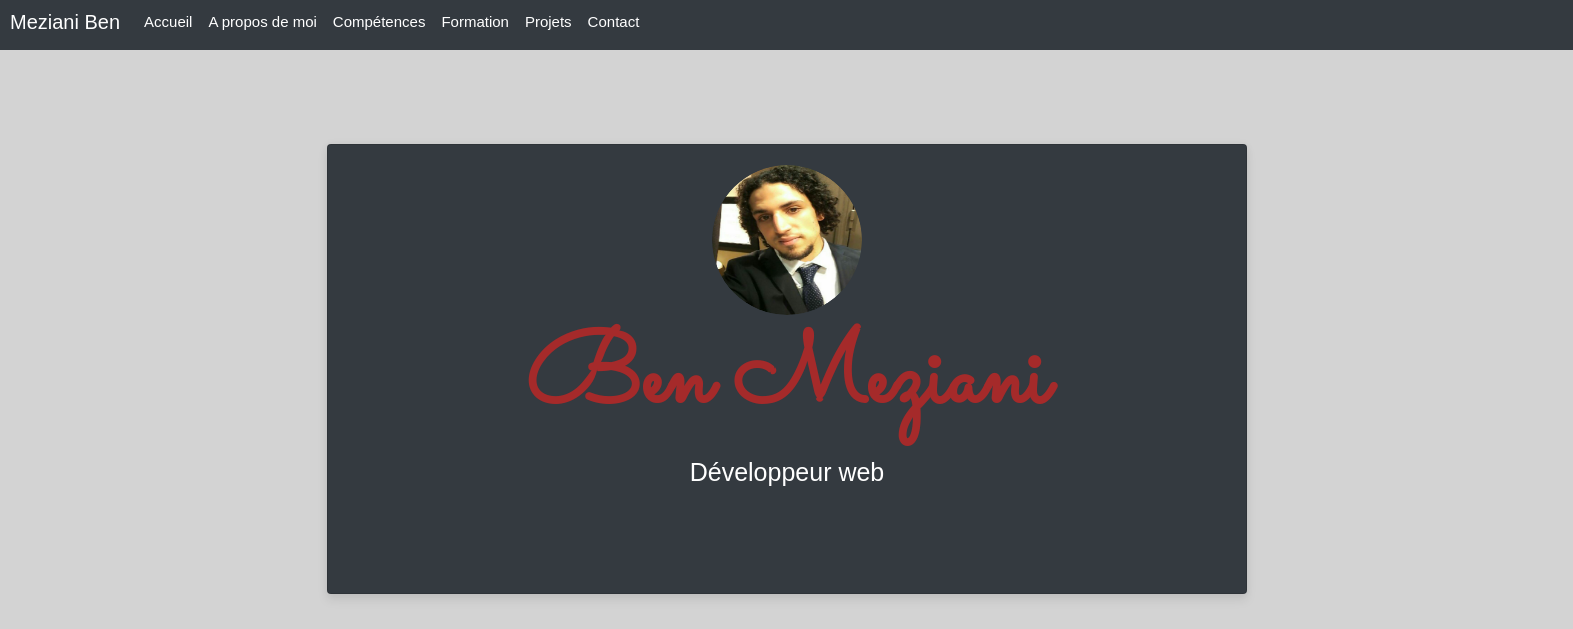 Meziani Ben Accueil A propos de moi Compétences Formation Projets Contact
Ben Meziani
Développeur web